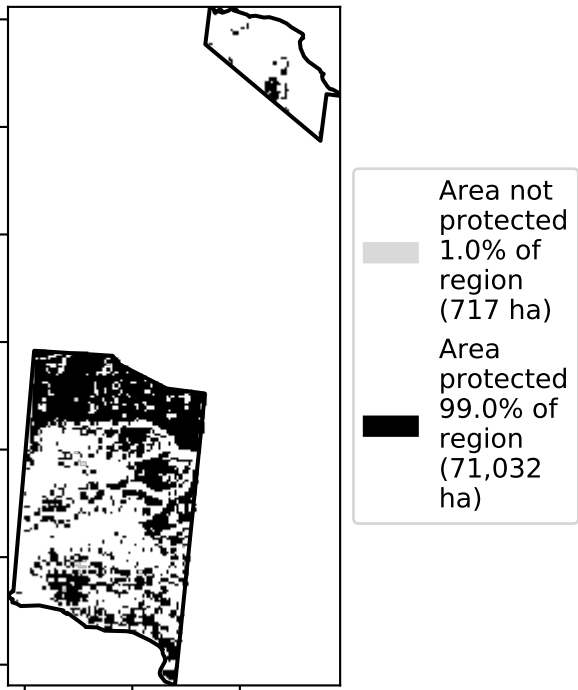 Area not
protected
1.0% of
region
(717 ha)
Area
protected
99.0% of
region
(71,032
ha)